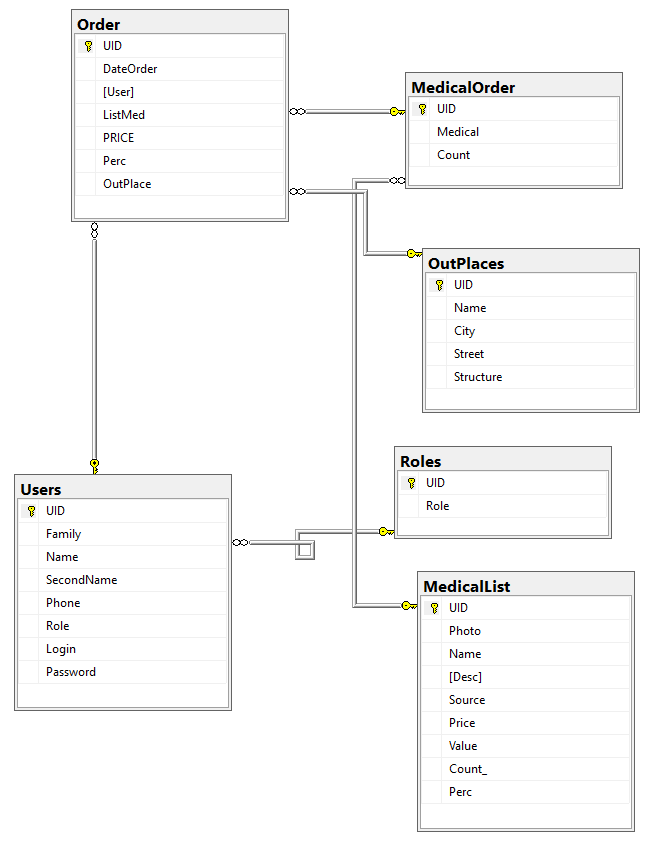 Order
UID
DateOrder
[User]
ListMed
PRICE
Perc
OutPlace
MedicalOrder
UID
Medical
Count
OutPlaces
UID
Name
City
Street
Structure
Roles
UID
Role
Users
UID
Family
Name
SecondName
Phone
Role
Login
Password
MedicalList
UID
Photo
Name
[Desc]
Source
Price
Value
Count_
Perc